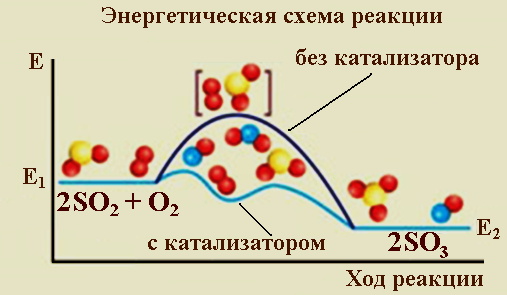 Энергетическая схема реакции
E
без катализатора
E₁
2SO₂ + O₂
с катализатором
2SO₃
E₂
Ход реакции